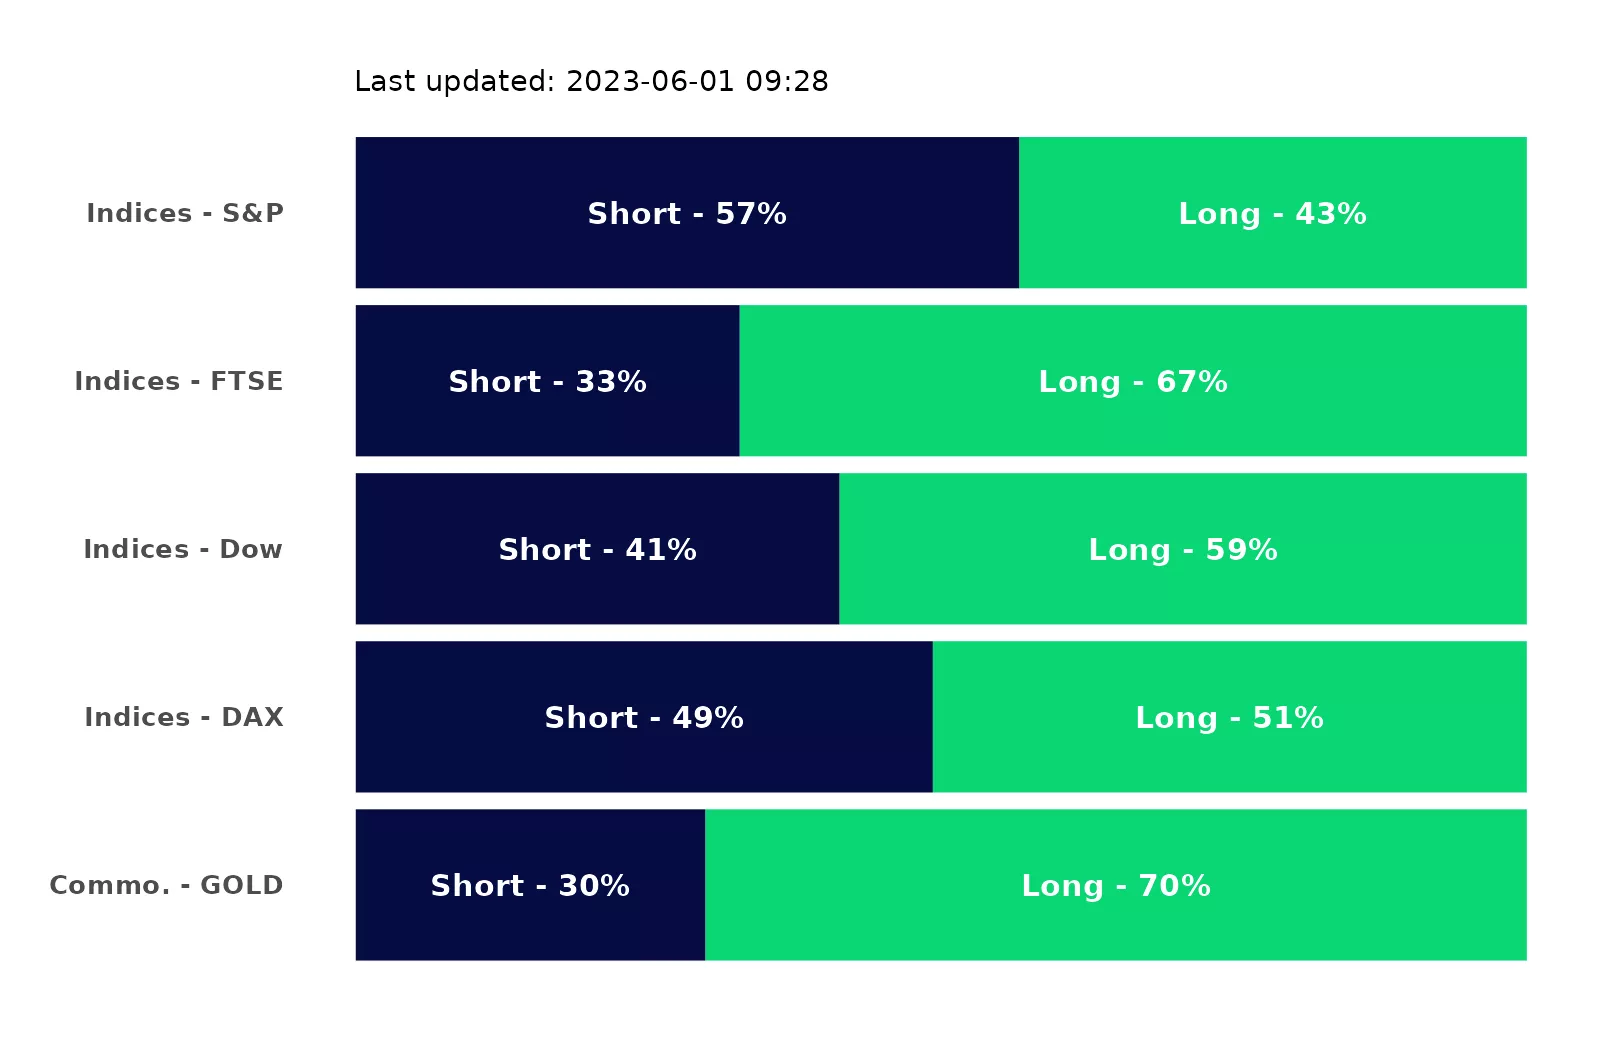 Last updated: 2023-06-01 09:28
Indices - S&P Short - 57% Long - 43%
Indices - FTSE Short - 33% Long - 67%
Indices - Dow Short - 41% Long - 59%
Indices - DAX Short - 49% Long - 51%
Commo. - GOLD Short - 30% Long - 70%